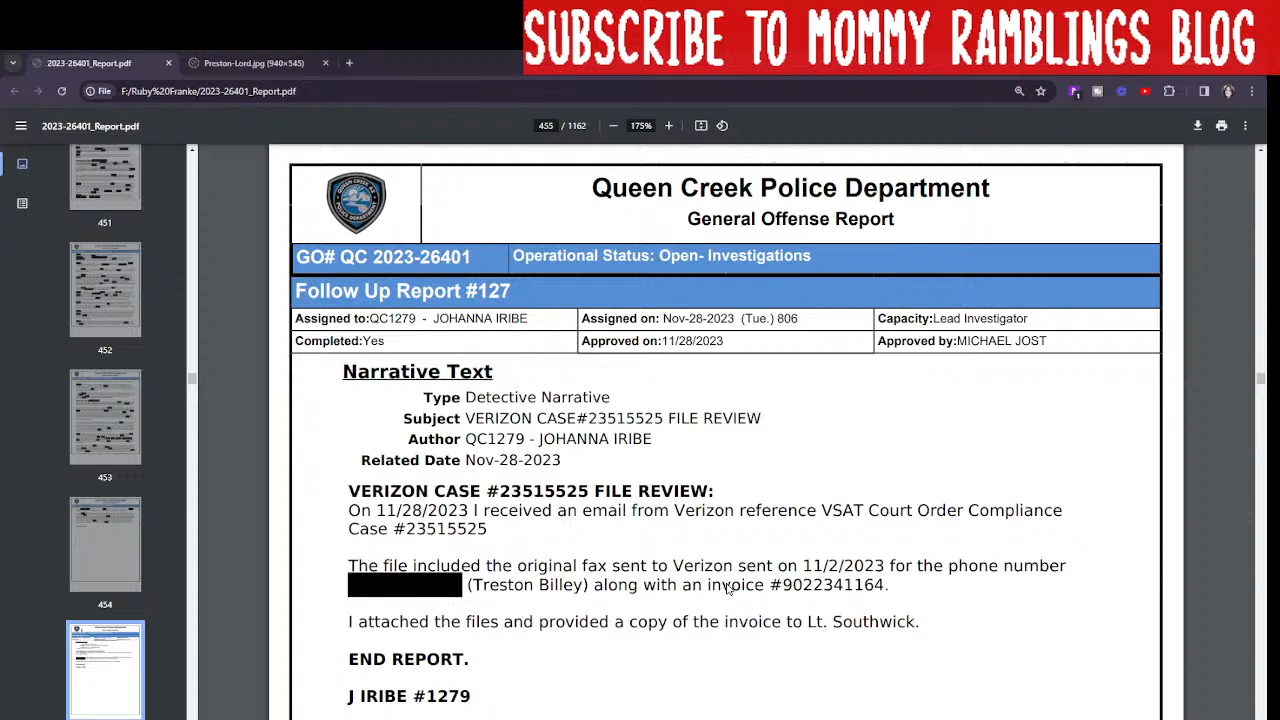 SUBSCRIBE TO MOMMY RAMBLINGS BLOG
2023-26401_Report.pdf
Preston-Lord.jpg (940×545)
File
F:/Ruby%20Franke/2023-26401_Report.pdf
2023-26401_Report.pdf
455 / 1162
175%
451
452
453
454
Queen Creek Police Department
General Offense Report
GO# QC 2023-26401
Operational Status: Open- Investigations
Follow Up Report #127
Assigned to:QC1279 - JOHANNA IRIBE
Assigned on: Nov-28-2023 (Tue.) 806
Capacity:Lead Investigator
Completed:Yes
Approved on:11/28/2023
Approved by:MICHAEL JOST
Narrative Text
Type Detective Narrative
Subject VERIZON CASE#23515525 FILE REVIEW
Author QC1279 - JOHANNA IRIBE
Related Date Nov-28-2023
VERIZON CASE #23515525 FILE REVIEW:
On 11/28/2023 I received an email from Verizon reference VSAT Court Order Compliance
Case #23515525
The file included the original fax sent to Verizon sent on 11/2/2023 for the phone number
(Treston Billey) along with an invoice #9022341164.
I attached the files and provided a copy of the invoice to Lt. Southwick.
END REPORT.
J IRIBE #1279